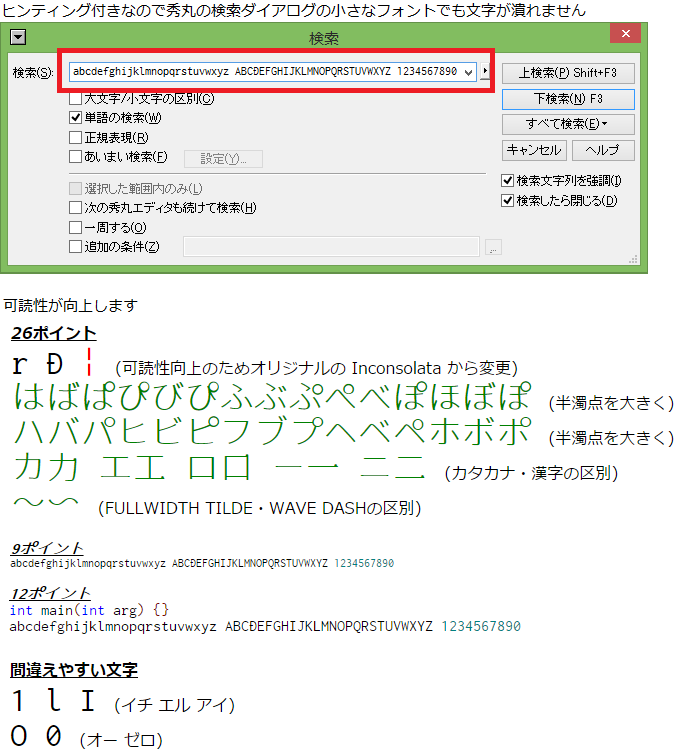 ヒンティング付きなので秀丸の検索ダイアログの小さなフォントでも文字が潰れません
検索
検索(S):
abcdefghijklmnopqrstuvwxyz ABCĐEFGHIJKLMNOPQRSTUVWXYZ 1234567890
上検索(P) Shift+F3
大文字/小文字の区別(C)
下検索(N) F3
単語の検索(W)
すべて検索(E)
正規表現(R)
キャンセル ヘルプ
あいまい検索(F) 設定(Y)...
選択した範囲内のみ(L)
検索文字列を強調(I)
次の秀丸エディタも続けて検索(H)
検索したら閉じる(D)
一周する(O)
追加の条件(Z) ...
可読性が向上します
26ポイント
r Đ ¦ (可読性向上のためオリジナルの Inconsolata から変更)
はばぱぴびぴふぶぷぺべぽほぼぽ (半濁点を大きく)
ハバパヒビピフブプヘベペホボポ (半濁点を大きく)
カ力 エ工 ロ口 ー一 ニ二 (カタカナ・漢字の区別)
～〜 (FULLWIDTH TILDE・WAVE DASHの区別)
9ポイント
abcdefghijklmnopqrstuvwxyz ABCĐEFGHIJKLMNOPQRSTUVWXYZ 1234567890
12ポイント
int main(int arg) {}
abcdefghijklmnopqrstuvwxyz ABCĐEFGHIJKLMNOPQRSTUVWXYZ 1234567890
間違えやすい文字
1 l I (イチ エル アイ)
O 0 (オー ゼロ)